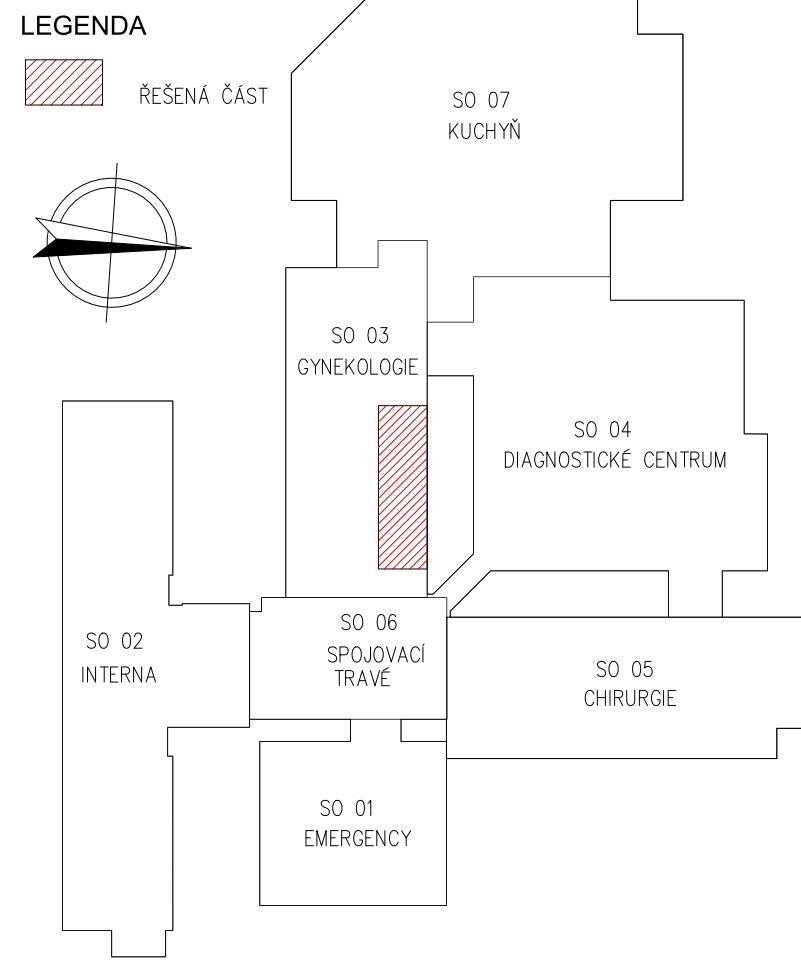 LEGENDA
ŘEŠENÁ ČÁST
SO 07
KUCHYŇ
SO 03
GYNEKOLOGIE
SO 04
DIAGNOSTICKÉ CENTRUM
SO 02
INTERNA
SO 06
SPOJOVACÍ
TRAVÉ
SO 05
CHIRURGIE
SO 01
EMERGENCY